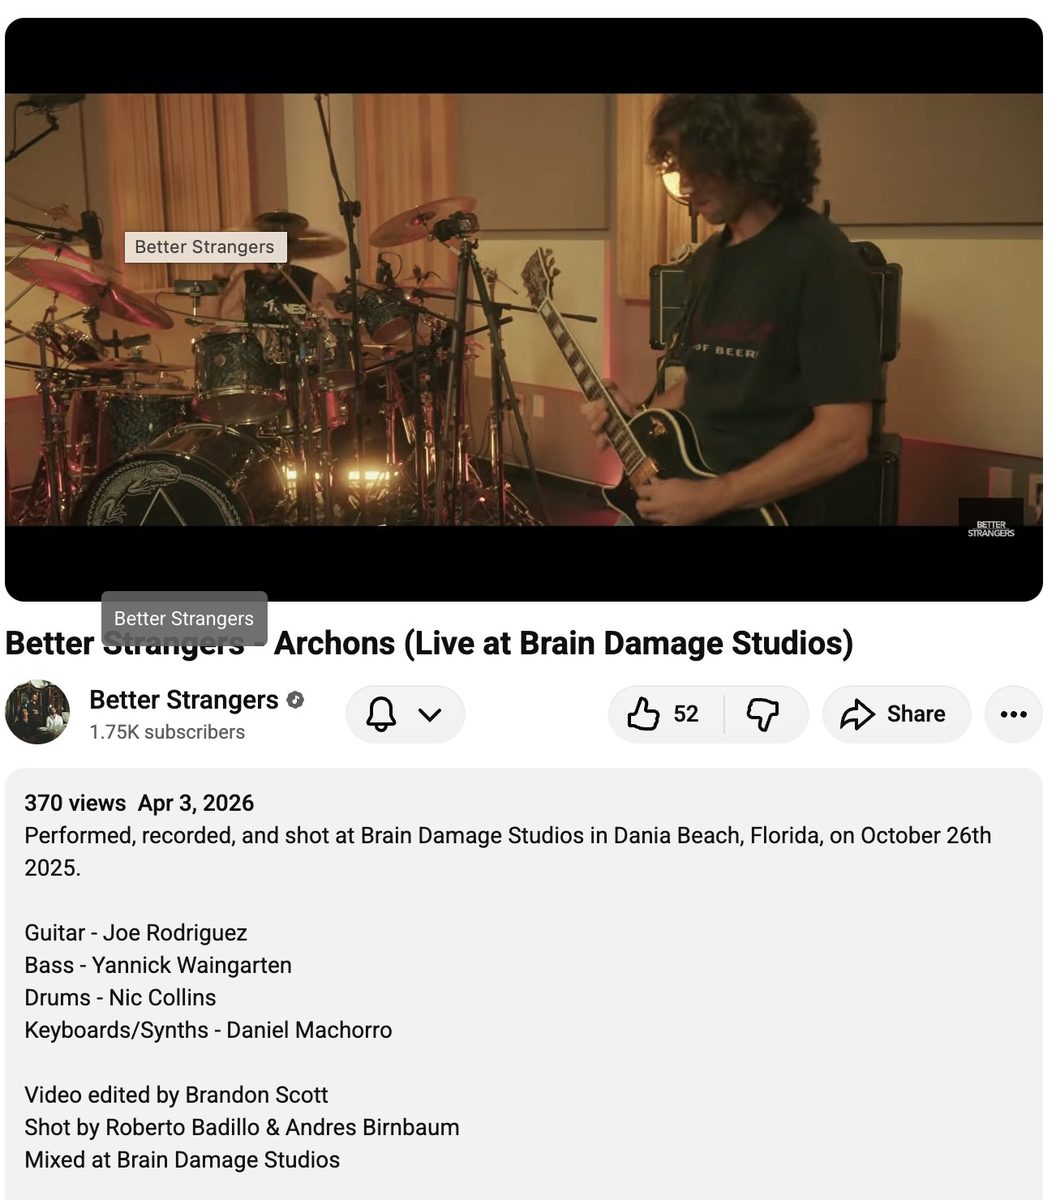 Better Strangers
OF BEER
BETTER
STRANGERS
Better Strangers
Better Strangers - Archons (Live at Brain Damage Studios)
Better Strangers
1.75K subscribers
52
Share
370 views Apr 3, 2026
Performed, recorded, and shot at Brain Damage Studios in Dania Beach, Florida, on October 26th
2025.
Guitar - Joe Rodriguez
Bass - Yannick Waingarten
Drums - Nic Collins
Keyboards/Synths - Daniel Machorro
Video edited by Brandon Scott
Shot by Roberto Badillo & Andres Birnbaum
Mixed at Brain Damage Studios